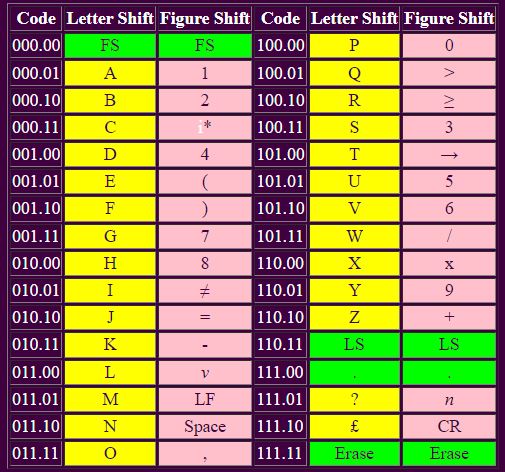 Code Letter Shift Figure Shift Code Letter Shift Figure Shift
000.00 FS FS 100.00 P 0
000.01 A 1 100.01 Q >
000.10 B 2 100.10 R ≥
000.11 C i* 100.11 S 3
001.00 D 4 101.00 T →
001.01 E ( 101.01 U 5
001.10 F ) 101.10 V 6
001.11 G 7 101.11 W /
010.00 H 8 110.00 X x
010.01 I ≠ 110.01 Y 9
010.10 J = 110.10 Z +
010.11 K - 110.11 LS LS
011.00 L v 111.00 . .
011.01 M LF 111.01 ? n
011.10 N Space 111.10 £ CR
011.11 O , 111.11 Erase Erase